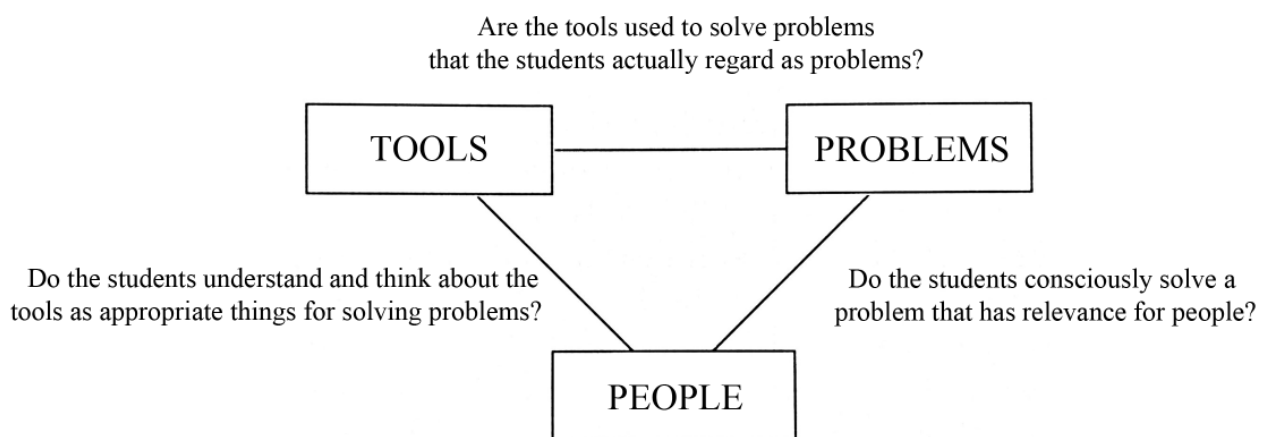 Are the tools used to solve problems
that the students actually regard as problems?
TOOLS
PROBLEMS
Do the students understand and think about the
tools as appropriate things for solving problems?
Do the students consciously solve a
problem that has relevance for people?
PEOPLE